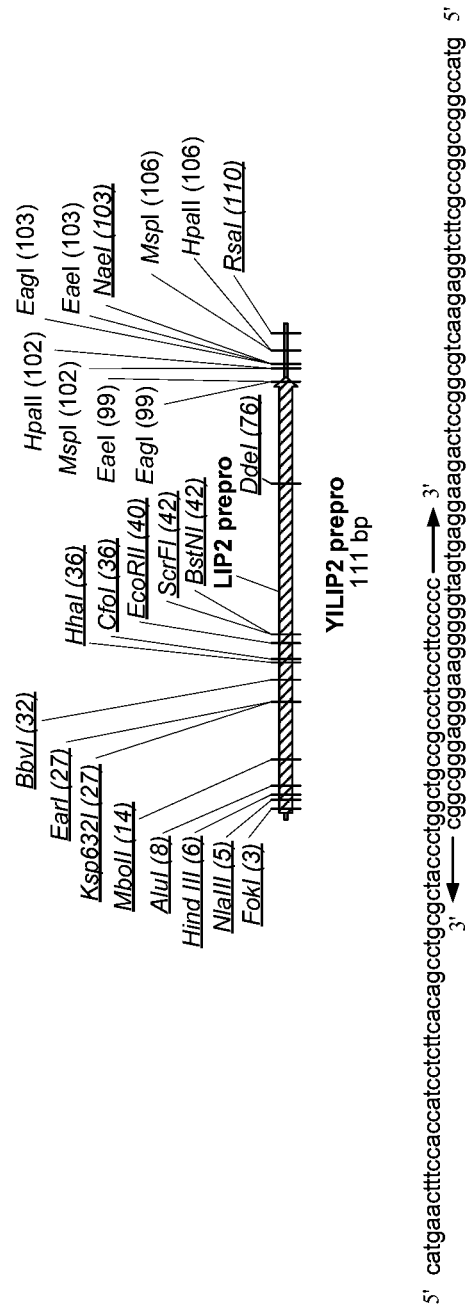 BbvI (32)
EarI (27)
Ksp632I (27)
MboII (14)
AluI (8)
Hind III (6)
NlaIII (5)
FokI (3)
HhaI (36)
CfoI (36)
EcoRII (40)
ScrFI (42)
BstNI (42)
LIP2 prepro
DdeI (76)
HpaII (102)
MspI (102)
EaeI (99)
EagI (99)
EagI (103)
EaeI (103)
NaeI (103)
MspI (106)
HpaII (106)
RsaI (110)
YlLIP2 prepro
111 bp
5' catgaactttccaccatcctcttcacagcctgcgctaccctggctgccgccctcccttccccc 3'
3' cggcgggagggaagggggtagtgaggaagactccggcgtcaagaggtcttcgccggccggccatg 5'